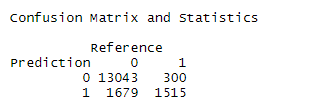 Confusion Matrix and Statistics
Reference
Prediction 0 1
0 13043 300
1 1679 1515